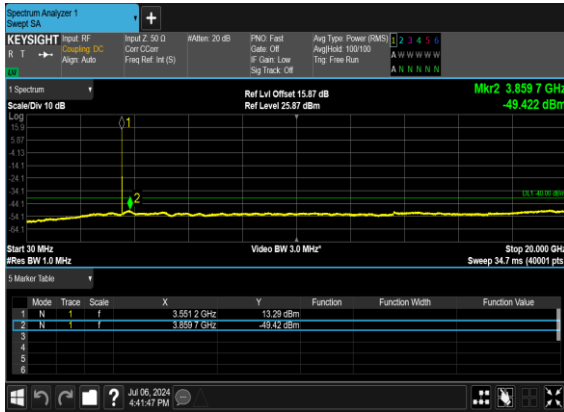 Spectrum Analyzer 1
Swept SA
+
KEYSIGHT Input: RF Input Z: 50 Ω #Atten: 20 dB PNO: Fast Avg Type: Power (RMS) 1 2 3 4 5 6
R T Coupling: DC Corr CCorr Gate: Off Avg|Hold: 100/100 A W W W W W
Align: Auto Freq Ref: Int (S) IF Gain: Low Trig: Free Run
Sig Track: Off A N N N N N
1 Spectrum
Scale/Div 10 dB
Ref Lvl Offset 15.87 dB
Ref Level 25.87 dBm
Mkr2 3.859 7 GHz
-49.422 dBm
Log
15.9
5.87
-4.13
-14.1
-24.1
-34.1
-44.1
-54.1
-64.1
1
2
DL1 -40.00 dBm
Start 30 MHz Video BW 3.0 MHz* Stop 20.000 GHz
#Res BW 1.0 MHz Sweep 34.7 ms (40001 pts)
5 Marker Table
Mode Trace Scale X Y Function Function Width Function Value
1 N 1 f 3.551 2 GHz 13.29 dBm
2 N 1 f 3.859 7 GHz -49.42 dBm
3
4
5
6
?
Jul 06, 2024
4:41:47 PM